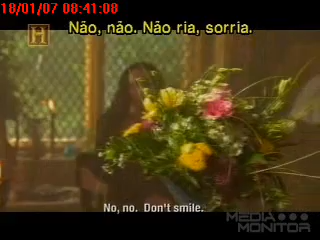 18/01/07 08:41:08
Não, não. Não ria, sorria.
H
No, no. Don't smile.
MEDIA
MONITOR